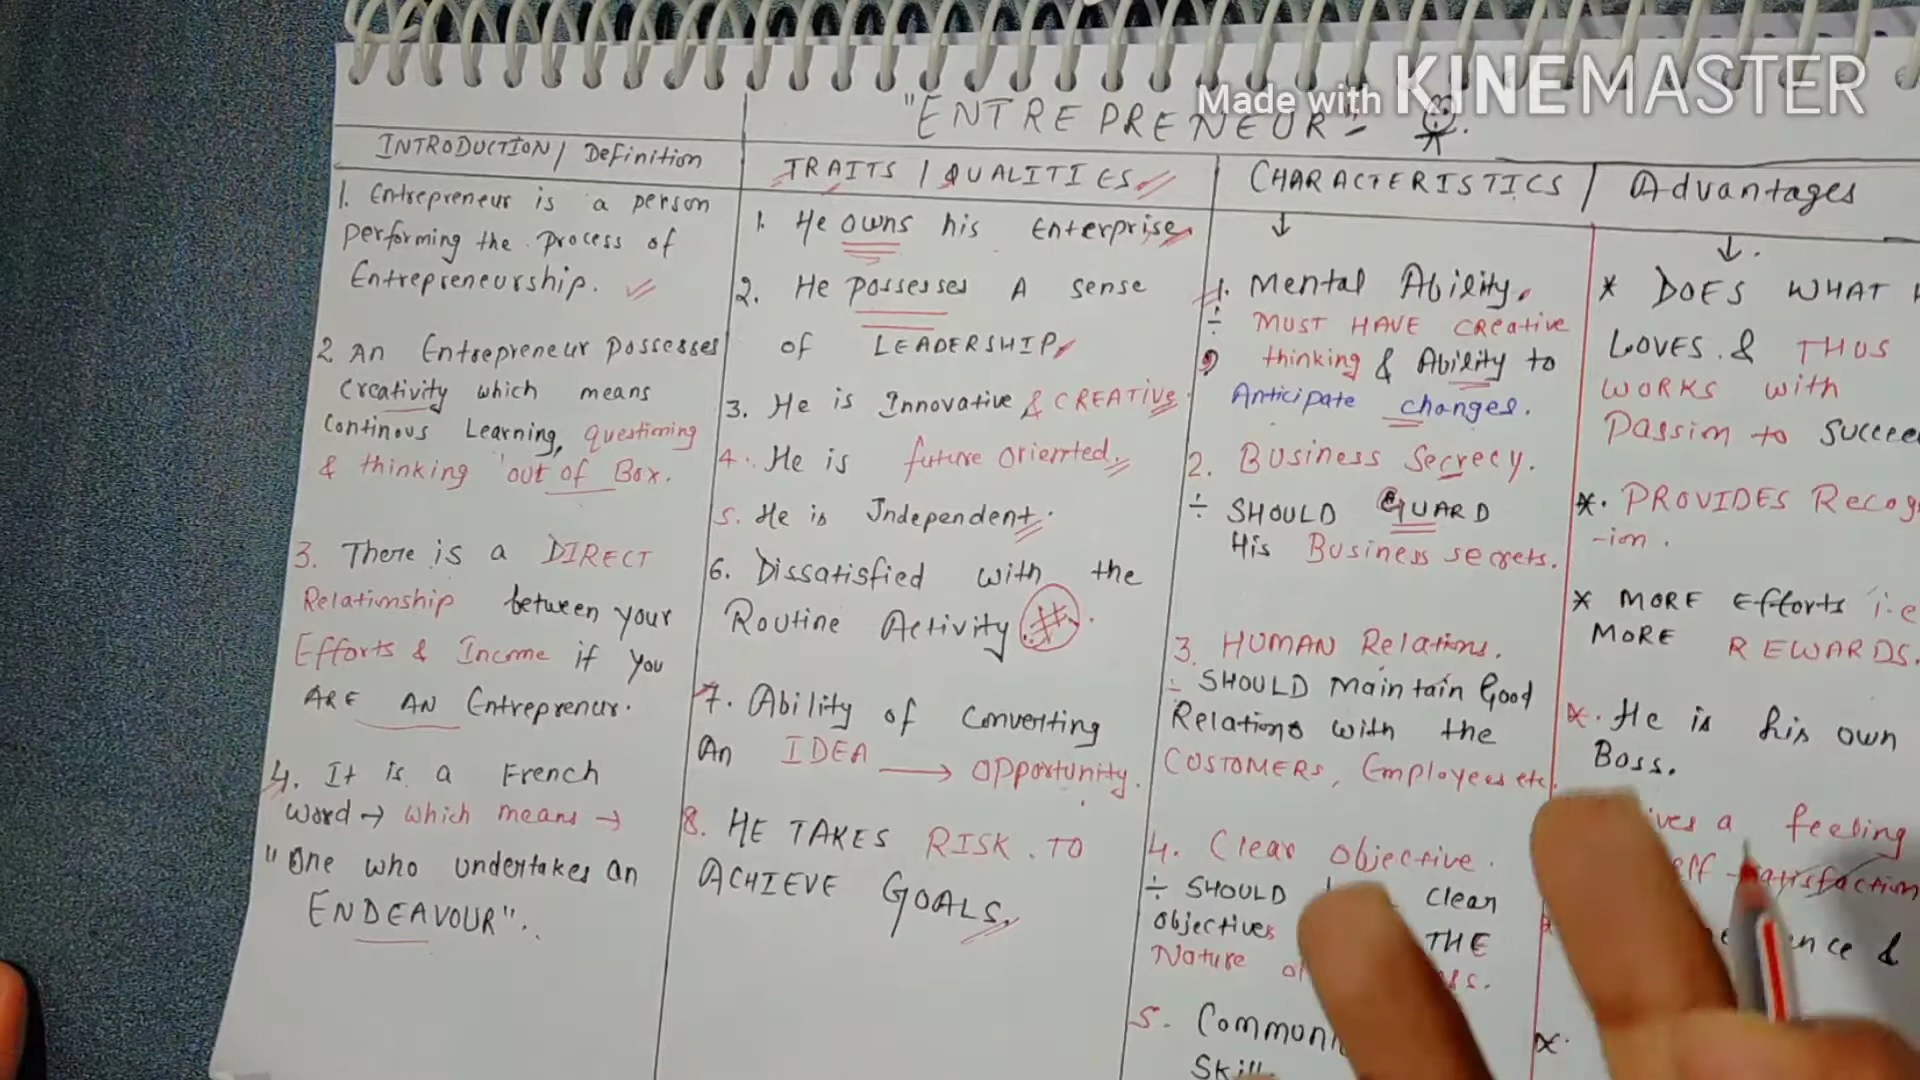 Made with KINEMASTER
"ENTREPRENEUR"-
INTRODUCTION / Definition
1. Entrepreneur is a person
performing the process of
Entrepreneurship.
2. An Entrepreneur possesses
Creativity which means
Continous Learning, questioning
& thinking 'out of Box.
3. There is a DIRECT
Relationship between your
Efforts & Income if you
ARE AN Entreprenur.
4. It is a French
word → which means →
"One who undertakes an
ENDEAVOUR".
TRAITS / QUALITIES
1. He owns his Enterprise
2. He possesses A sense
of LEADERSHIP
3. He is Innovative & CREATIVE
4. He is future oriented.
5. He is Independent.
6. Dissatisfied with the
Routine Activity #.
7. Ability of Converting
An IDEA → opportunity.
8. HE TAKES RISK TO
ACHIEVE GOALS.
CHARACTERISTICS /
↓
1. Mental Ability.
÷ MUST HAVE Creative
thinking & Ability to
Anticipate changes.
2. Business Secrecy.
÷ SHOULD GUARD
His Business secrets.
3. HUMAN Relations.
÷ SHOULD maintain Good
Relations with the
CUSTOMERS, Employees etc.
4. Clear objective.
÷ SHOULD clear
objectives THE
Nature
5.
Advantages
↓.
* DOES WHAT
LOVES. & THUS
WORKS with
Passion to
*. PROVIDES
-ion.
* MORE Efforts i.e
MORE REWARDS.
*. He is his own
Boss.
a feeling
satisfaction
&
*.